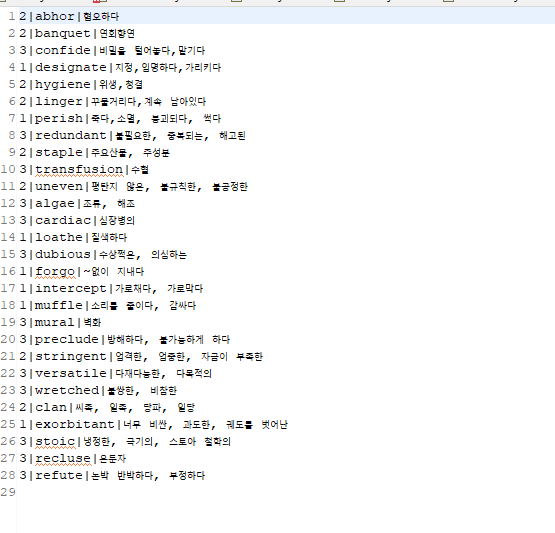 1 2|abhor|혐오하다
2 2|banquet|연회향연
3 3|confide|비밀을 털어놓다,맡기다
4 1|designate|지정,임명하다,가리키다
5 2|hygiene|위생,청결
6 2|linger|꾸물거리다,계속 남아있다
7 1|perish|죽다,소멸, 붕괴되다, 썩다
8 3|redundant|불필요한, 중복되는, 해고된
9 2|staple|주요산물, 주성분
10 3|transfusion|수혈
11 2|uneven|평탄지 않은, 불규칙한, 불공정한
12 3|algae|조류, 해조
13 3|cardiac|심장병의
14 1|loathe|질색하다
15 3|dubious|수상쩍은, 의심하는
16 1|forgo|~없이 지내다
17 1|intercept|가로채다, 가로막다
18 1|muffle|소리를 줄이다, 감싸다
19 3|mural|벽화
20 3|preclude|방해하다, 불가능하게 하다
21 2|stringent|엄격한, 엄중한, 자금이 부족한
22 3|versatile|다재다능한, 다목적의
23 3|wretched|불쌍한, 비참한
24 2|clan|씨족, 일족, 당파, 일당
25 1|exorbitant|너무 비싼, 과도한, 궤도를 벗어난
26 3|stoic|냉정한, 극기의, 스토아 철학의
27 3|recluse|은둔자
28 3|refute|논박 반박하다, 부정하다
29